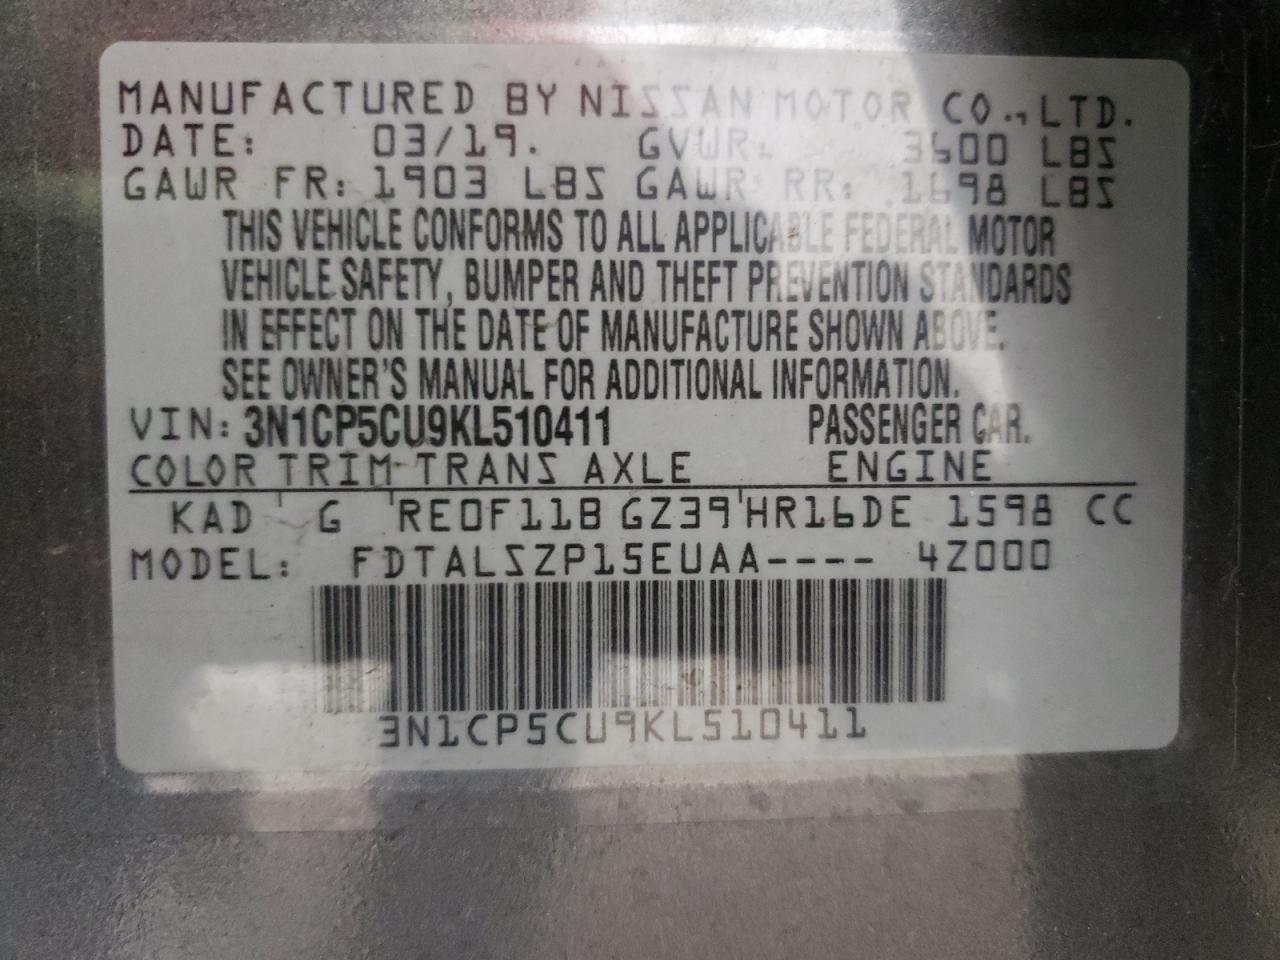 MANUFACTURED BY NISSAN MOTOR CO.,LTD.
DATE: 03/19. GVWR: 3600 LBS
GAWR FR: 1903 LBS GAWR RR: 1698 LBS
THIS VEHICLE CONFORMS TO ALL APPLICABLE FEDERAL MOTOR
VEHICLE SAFETY, BUMPER AND THEFT PREVENTION STANDARDS
IN EFFECT ON THE DATE OF MANUFACTURE SHOWN ABOVE.
SEE OWNER'S MANUAL FOR ADDITIONAL INFORMATION.
VIN: 3N1CP5CU9KL510411 PASSENGER CAR.
COLOR TRIM TRANS AXLE ENGINE
KAD G RE0F11B GZ39 HR16DE 1598 CC
MODEL: FDTALSZP15EUAA---- 4Z000
3N1CP5CU9KL510411